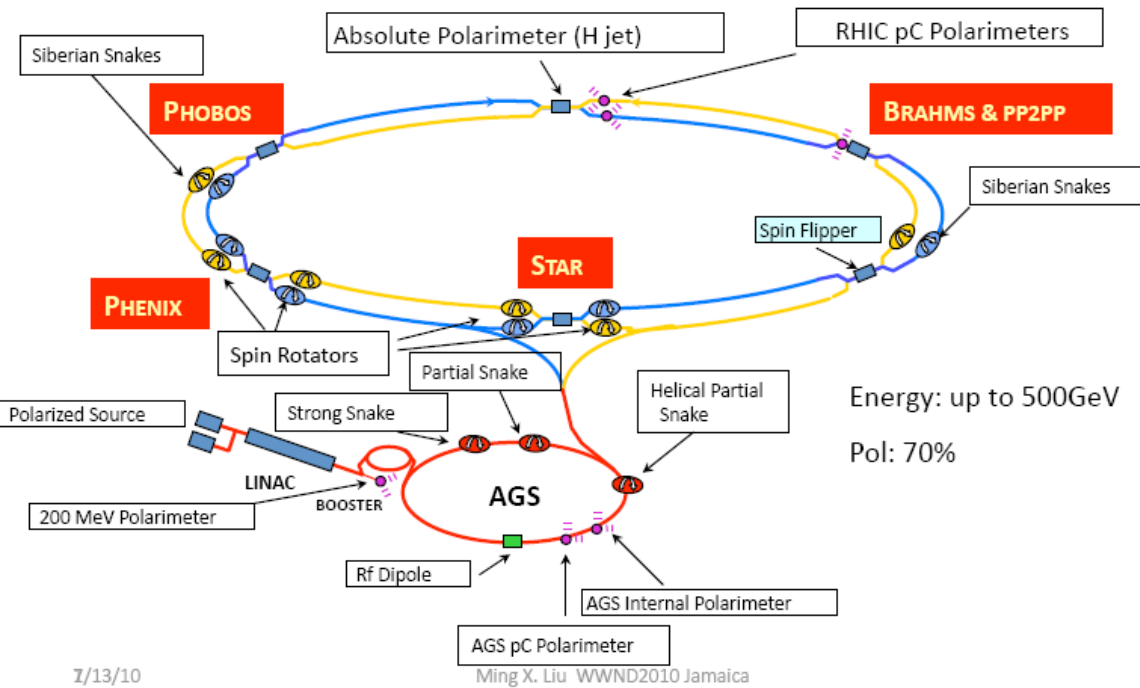 Absolute Polarimeter (H jet)
RHIC pC Polarimeters
Siberian Snakes
PHOBOS
BRAHMS & PP2PP
Siberian Snakes
Spin Flipper
STAR
PHENIX
Spin Rotators
Partial Snake
Helical Partial
Snake
Strong Snake
Polarized Source
Energy: up to 500GeV
Pol: 70%
LINAC
BOOSTER
AGS
200 MeV Polarimeter
Rf Dipole
AGS Internal Polarimeter
AGS pC Polarimeter
/13/10
Ming X. Liu WWND2010 Jamaica